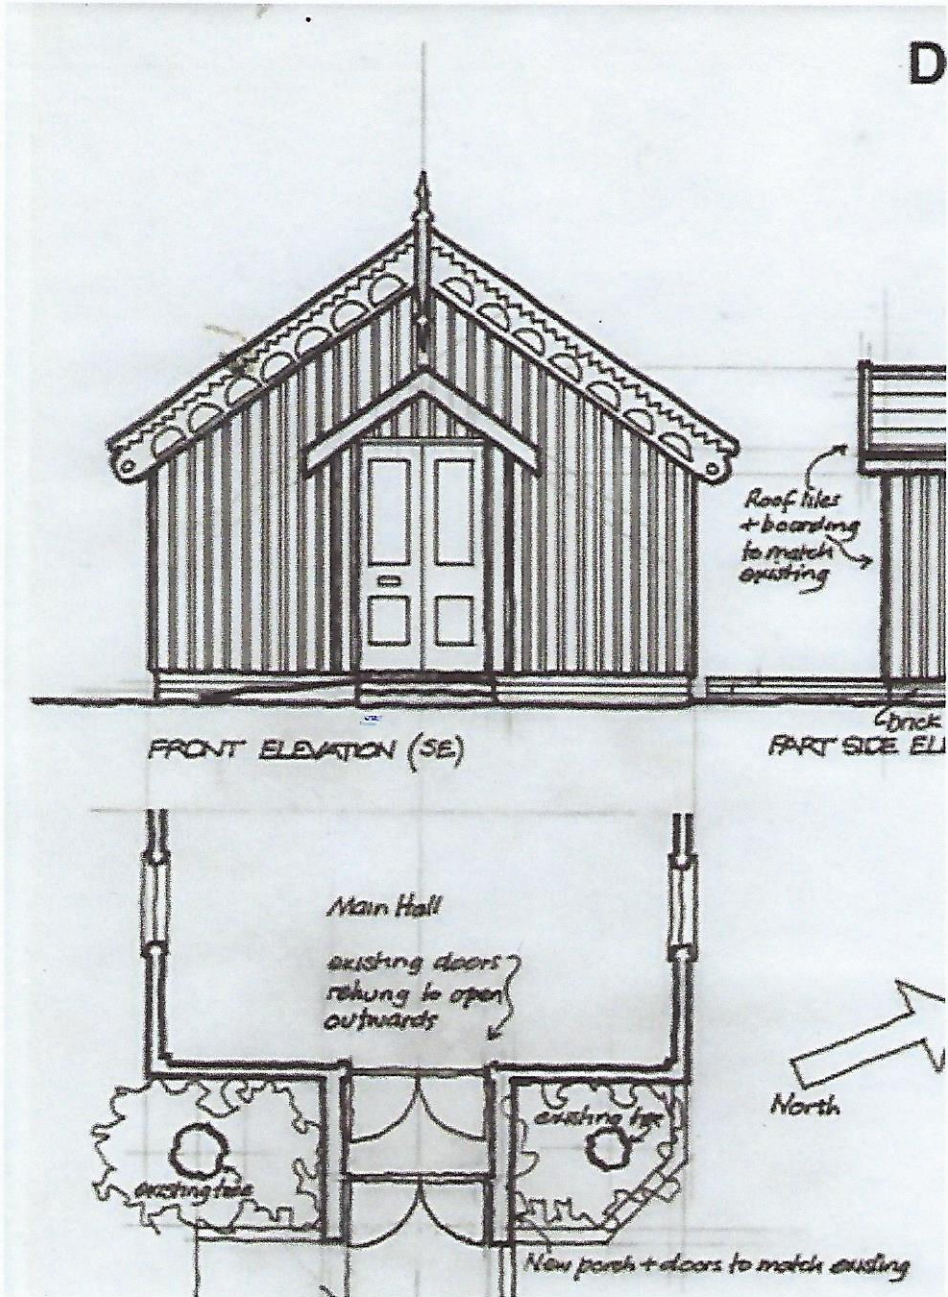 D
Roof tiles
+ boarding
to match
existing
brick
FRONT ELEVATION (SE)
PART SIDE EL
Main Hall
existing doors
rehung to open
outwards
North
existing tree
existing tree
New porch + doors to match existing